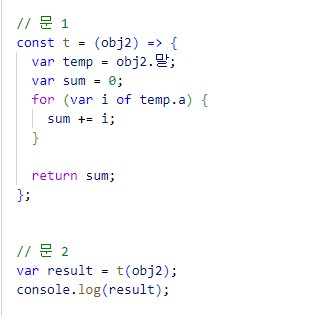 // 문 1
const t = (obj2) => {
var temp = obj2.말;
var sum = 0;
for (var i of temp.a) {
sum += i;
}
return sum;
};
// 문 2
var result = t(obj2);
console.log(result);